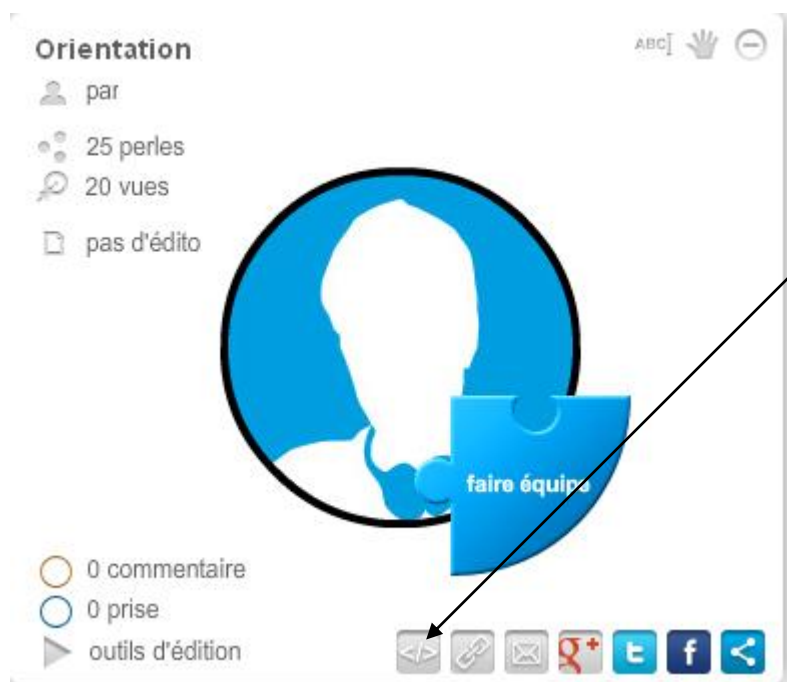 Orientation
ABC
par
25 perles
20 vues
pas d'édito
faire équipe
0 commentaire
0 prise
outils d'édition
</>
g+
t
f